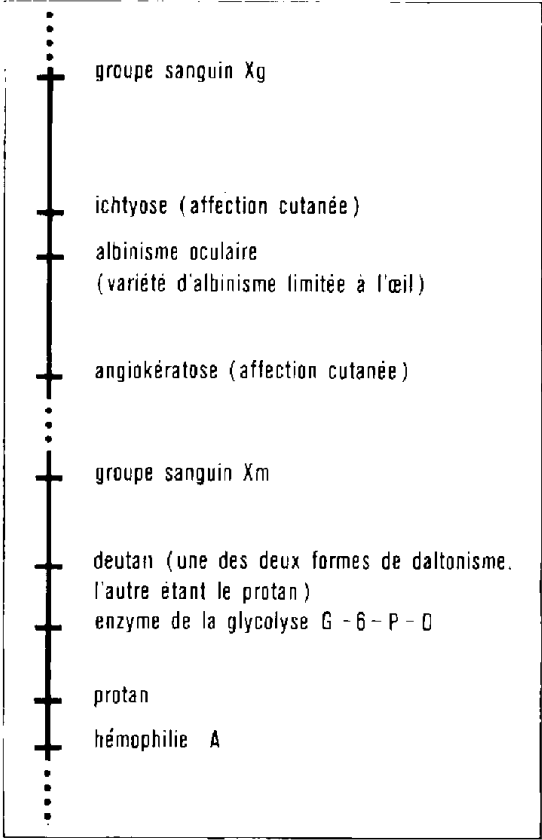 groupe sanguin Xg
ichtyose (affection cutanée)
albinisme oculaire
(variété d'albinisme limitée à l'œil)
angiokératose (affection cutanée)
groupe sanguin Xm
deutan (une des deux formes de daltonisme.
l'autre étant le protan)
enzyme de la glycolyse G-6-P-D
protan
hémophilie A